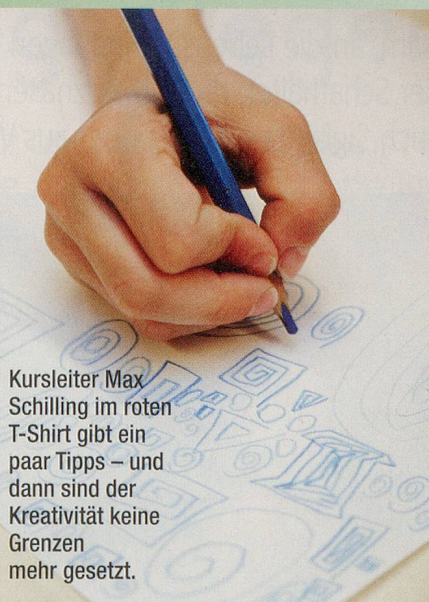 Kursleiter Max
Schilling im roten
T-Shirt gibt ein
paar Tipps – und
dann sind der
Kreativität keine
Grenzen
mehr gesetzt.